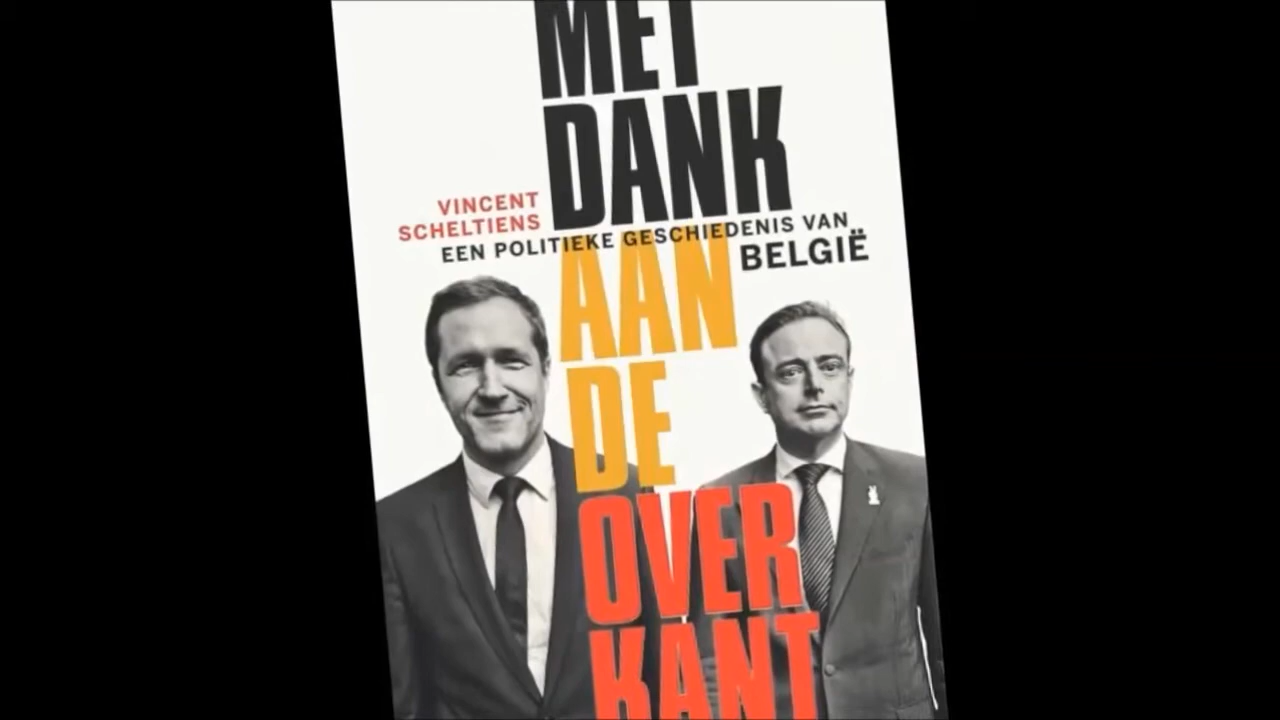 MET
DANK
VINCENT
SCHELTIENS
EEN POLITIEKE GESCHIEDENIS VAN
BELGIË
AAN
DE
OVER
KANT